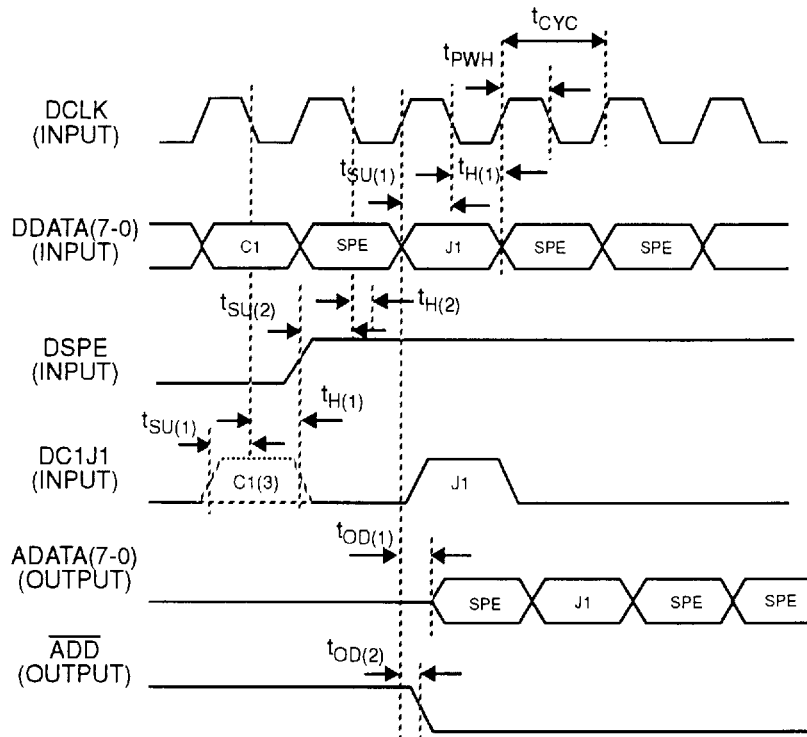 tCYC
tPWH
DCLK
(INPUT)
tSU(1)
tH(1)
DDATA(7-0)
(INPUT)
C1
SPE
J1
SPE
SPE
tSU(2)
tH(2)
DSPE
(INPUT)
tH(1)
tSU(1)
DC1J1
(INPUT)
C1(3)
J1
tOD(1)
ADATA(7-0)
(OUTPUT)
SPE
J1
SPE
SPE
ADD
(OUTPUT)
tOD(2)